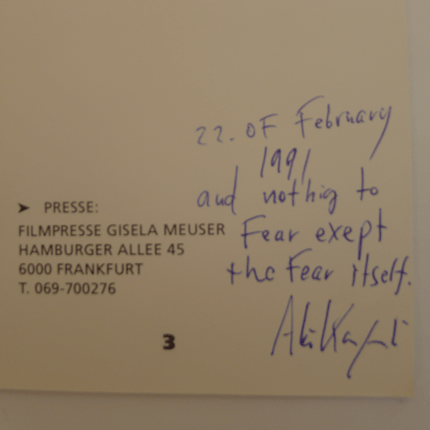 22. OF February
1991
and nothig to
Fear exept
the Fear itself.
➤ PRESSE:
FILMPRESSE GISELA MEUSER
HAMBURGER ALLEE 45
6000 FRANKFURT
T. 069-700276
3